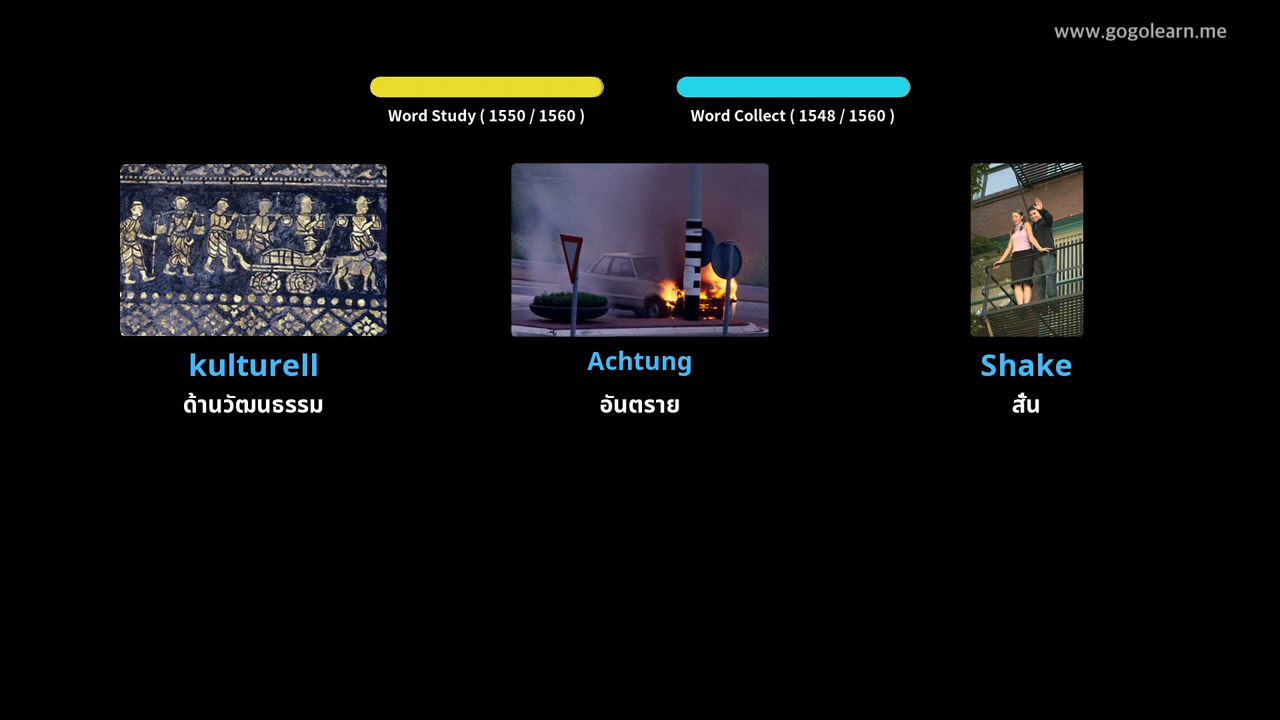 www.gogolearn.me
Word Study ( 1550 / 1560 )
Word Collect ( 1548 / 1560 )
kulturell
Achtung
Shake
ด้านวัฒนธรรม
อันตราย
สั่น